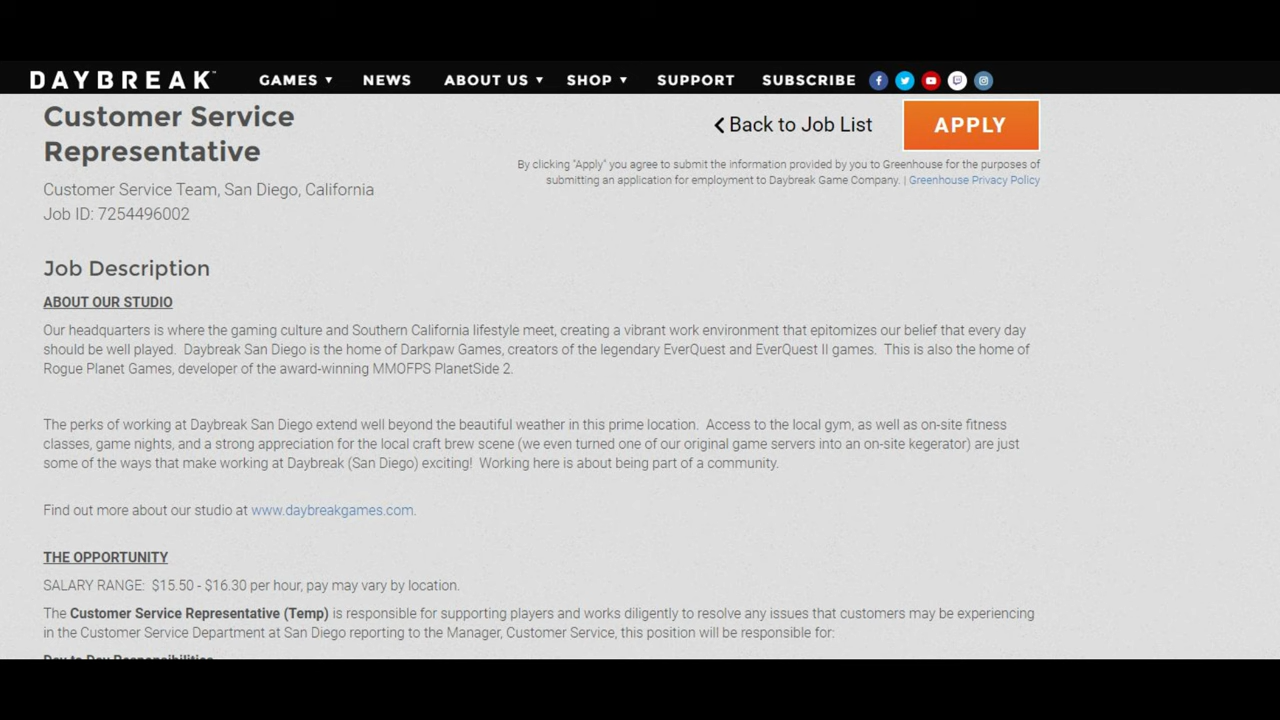 DAYBREAK™ GAMES ▼ NEWS ABOUT US ▼ SHOP ▼ SUPPORT SUBSCRIBE
Customer Service
Representative
Back to Job List
APPLY
By clicking "Apply" you agree to submit the information provided by you to Greenhouse for the purposes of
submitting an application for employment to Daybreak Game Company. | Greenhouse Privacy Policy
Customer Service Team, San Diego, California
Job ID: 7254496002
Job Description
ABOUT OUR STUDIO
Our headquarters is where the gaming culture and Southern California lifestyle meet, creating a vibrant work environment that epitomizes our belief that every day
should be well played. Daybreak San Diego is the home of Darkpaw Games, creators of the legendary EverQuest and EverQuest II games. This is also the home of
Rogue Planet Games, developer of the award-winning MMOFPS PlanetSide 2.
The perks of working at Daybreak San Diego extend well beyond the beautiful weather in this prime location. Access to the local gym, as well as on-site fitness
classes, game nights, and a strong appreciation for the local craft brew scene (we even turned one of our original game servers into an on-site kegerator) are just
some of the ways that make working at Daybreak (San Diego) exciting! Working here is about being part of a community.
Find out more about our studio at www.daybreakgames.com.
THE OPPORTUNITY
SALARY RANGE: $15.50 - $16.30 per hour, pay may vary by location.
The Customer Service Representative (Temp) is responsible for supporting players and works diligently to resolve any issues that customers may be experiencing
in the Customer Service Department at San Diego reporting to the Manager, Customer Service, this position will be responsible for:
Day to Day Responsibilities